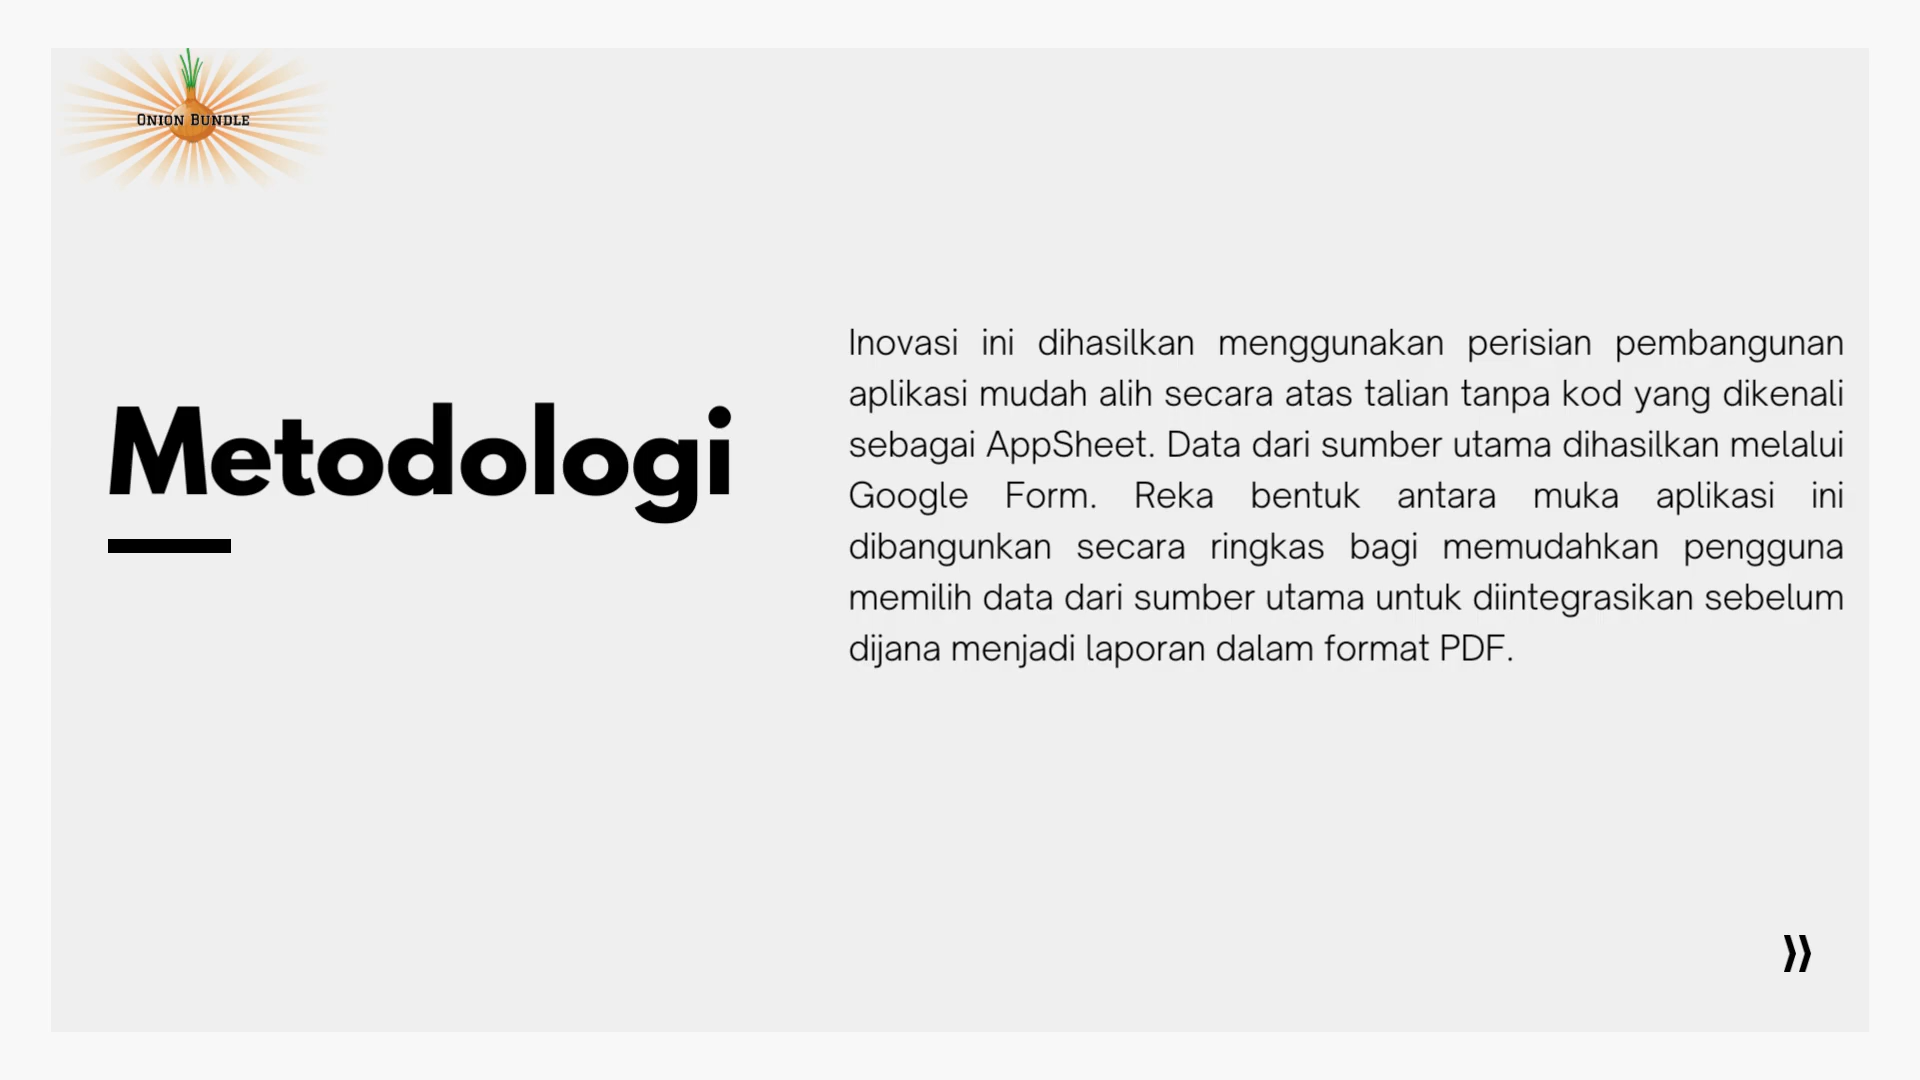 Onion Bundle
Metodologi
Inovasi ini dihasilkan menggunakan perisian pembangunan
aplikasi mudah alih secara atas talian tanpa kod yang dikenali
sebagai AppSheet. Data dari sumber utama dihasilkan melalui
Google Form. Reka bentuk antara muka aplikasi ini
dibangunkan secara ringkas bagi memudahkan pengguna
memilih data dari sumber utama untuk diintegrasikan sebelum
dijana menjadi laporan dalam format PDF.